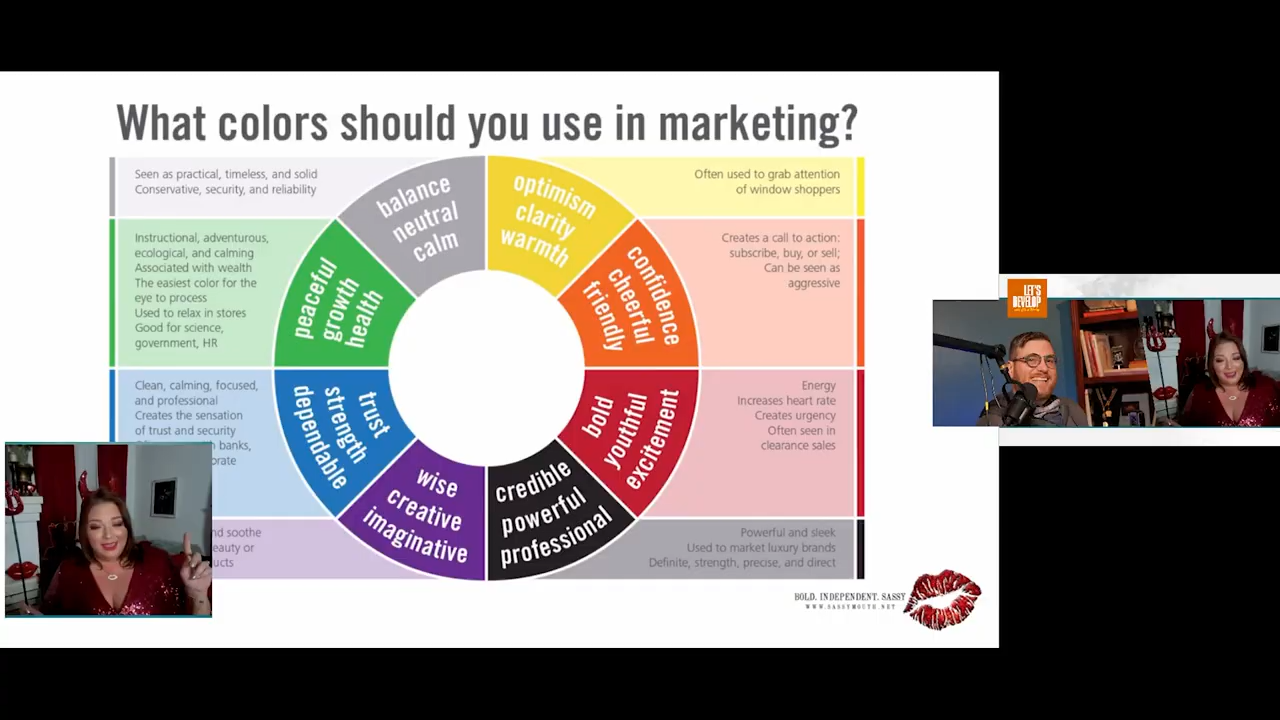 What colors should you use in marketing?
Seen as practical, timeless, and solid
Conservative, security, and reliability
balance
neutral
calm
optimism
clarity
warmth
Often used to grab attention
of window shoppers
Instructional, adventurous,
ecological, and calming
Associated with wealth
The easiest color for the
eye to process
Used to relax in stores
Good for science,
government, HR
peaceful
growth
health
confidence
cheerful
friendly
Creates a call to action:
subscribe, buy, or sell;
Can be seen as
aggressive
LET'S
DEVELOP
Clean, calming, focused,
and professional
Creates the sensation
of trust and security
banks,
trust
strength
dependable
bold
youthful
excitement
Energy
Increases heart rate
Creates urgency
Often seen in
clearance sales
soothe
or
wise
creative
imaginative
credible
powerful
professional
Powerful and sleek
Used to market luxury brands
Definite, strength, precise, and direct
BOLD. INDEPENDENT. SASSY
WWW.SASSYMOUTH.NET